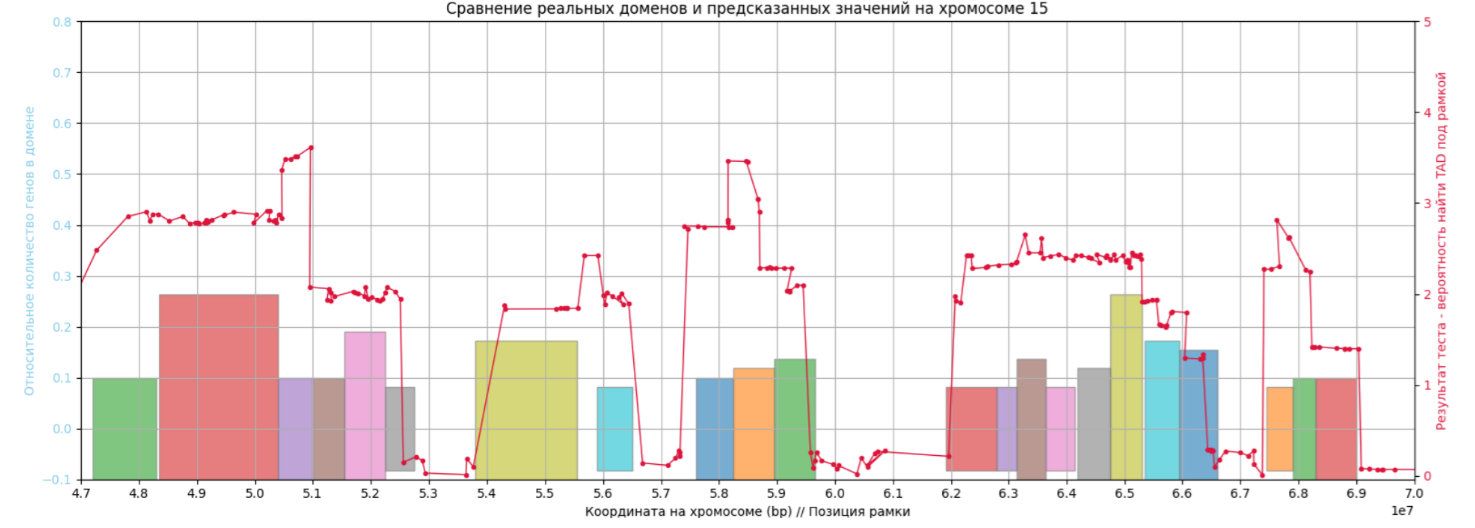 Сравнение реальных доменов и предсказанных значений на хромосоме 15
Относительное количество генов в домене
0.8
0.7
0.6
0.5
0.4
0.3
0.2
0.1
0.0
−0.1
4.7 4.8 4.9 5.0 5.1 5.2 5.3 5.4 5.5 5.6 5.7 5.8 5.9 6.0 6.1 6.2 6.3 6.4 6.5 6.6 6.7 6.8 6.9 7.0
1e7
Координата на хромосоме (bp) // Позиция рамки
5
4
3
2
1
0
Результат теста - вероятность найти TAD под рамкой